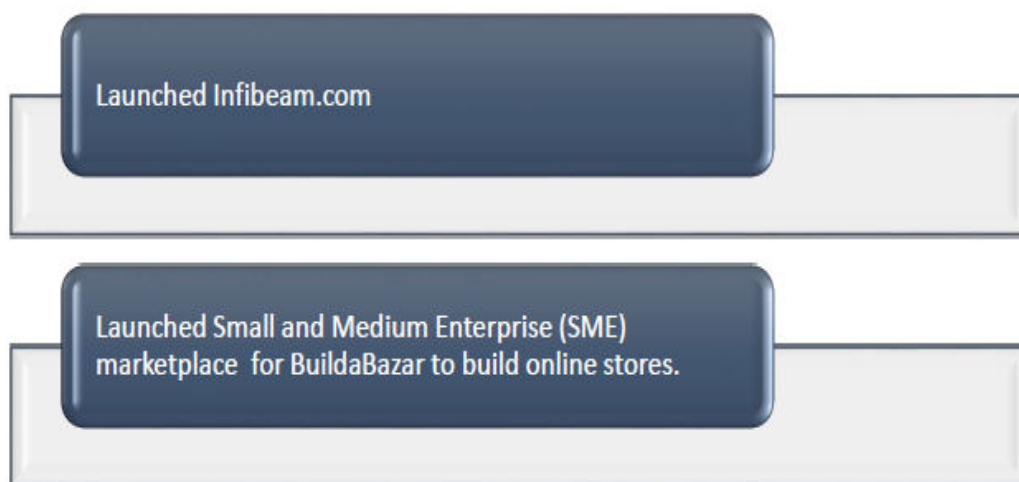 Launched Infibeam.com
Launched Small and Medium Enterprise (SME)
marketplace for BuildaBazar to build online stores.